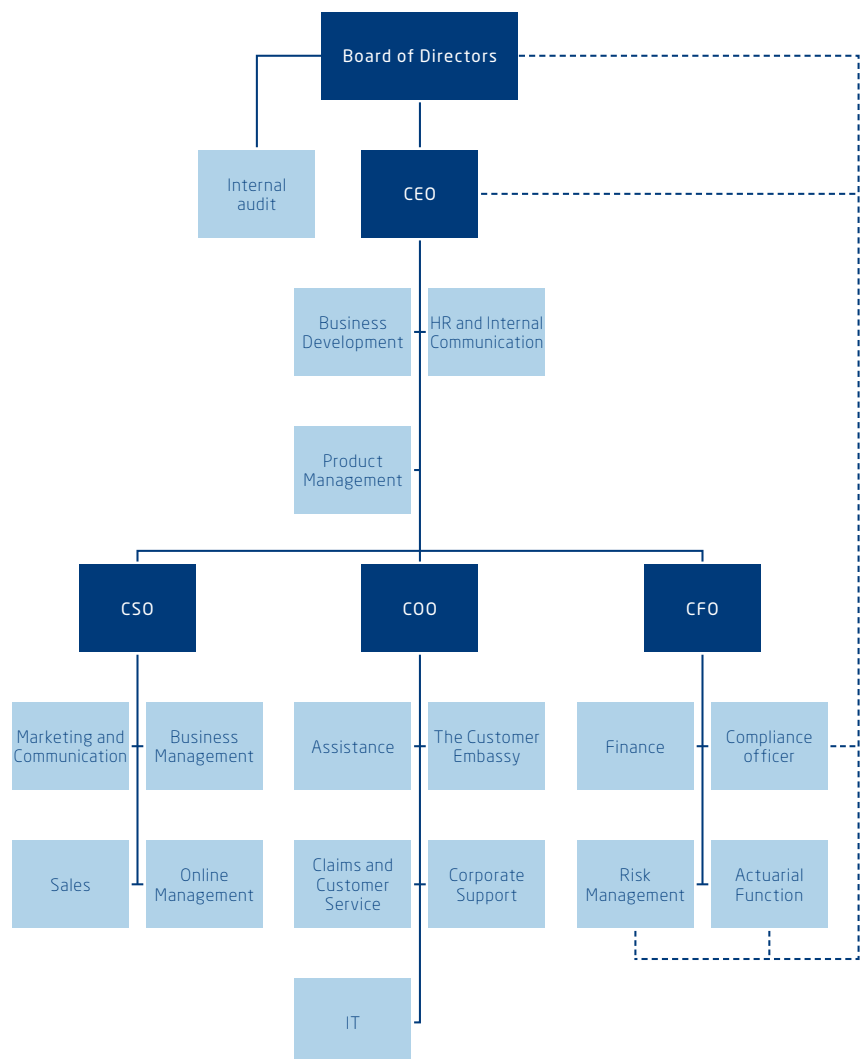 Board of Directors
Internal
audit
CEO
Business
Development
HR and Internal
Communication
Product
Management
CSO
COO
CFO
Marketing and
Communication
Business
Management
Assistance
The Customer
Embassy
Finance
Compliance
officer
Sales
Online
Management
Claims and
Customer
Service
Corporate
Support
Risk
Management
Actuarial
Function
IT